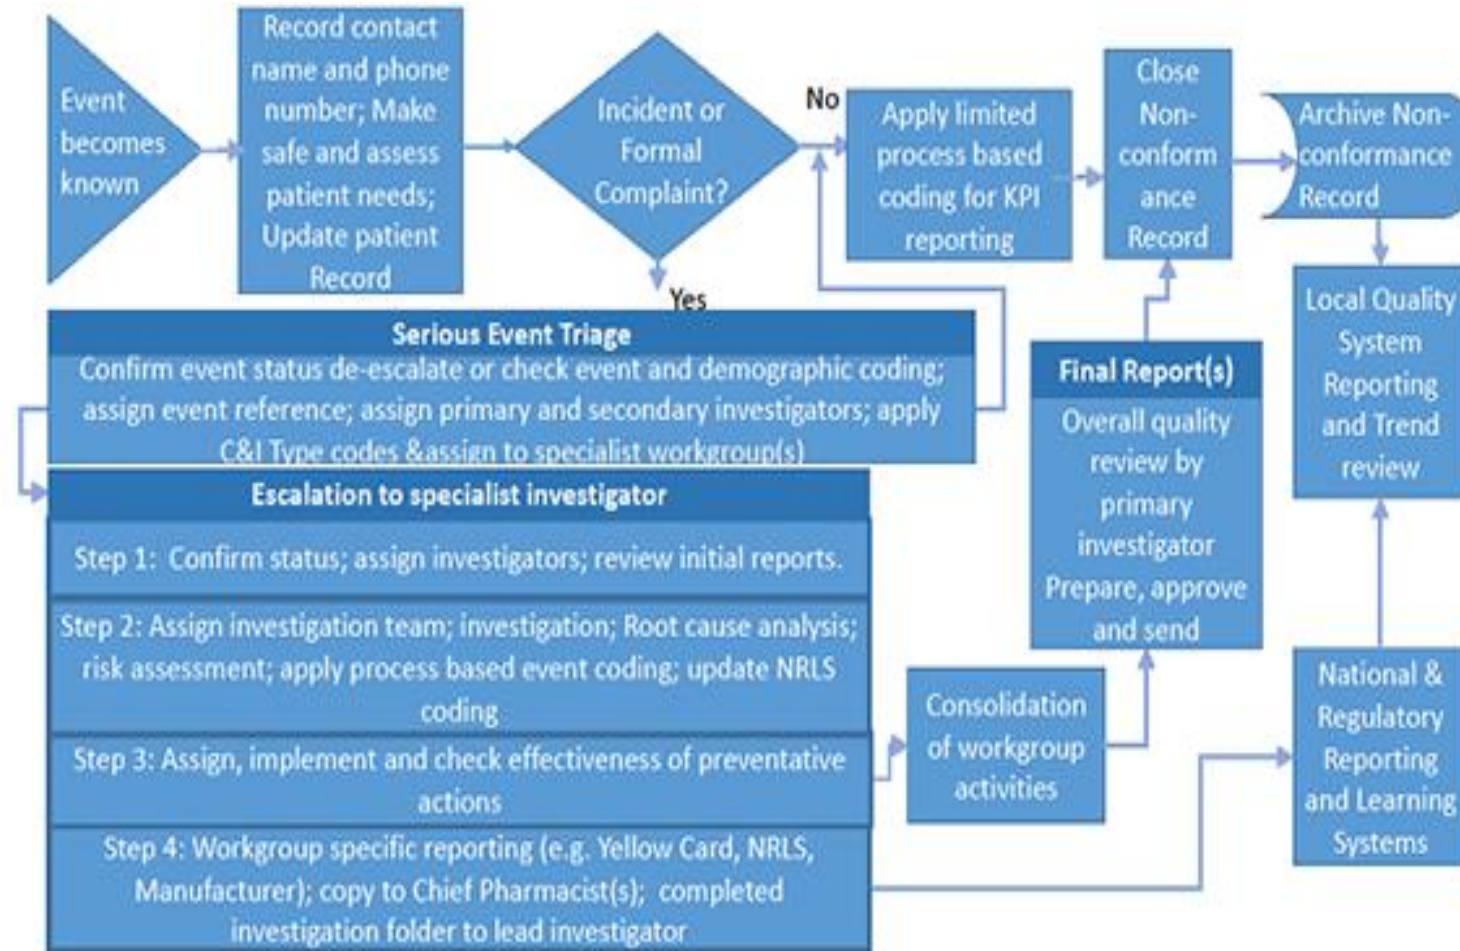 Event
becomes
known
Record contact
name and phone
number; Make
safe and assess
patient needs;
Update patient
Record
Incident or
Formal
Complaint?
No
Yes
Apply limited
process based
coding for KPI
reporting
Close
Non-
conform
ance
Record
Archive Non-
conformance
Record
Local Quality
System
Reporting
and Trend
review
Serious Event Triage
Confirm event status de-escalate or check event and demographic coding;
assign event reference; assign primary and secondary investigators; apply
C&I Type codes &assign to specialist workgroup(s)
Escalation to specialist investigator
Step 1:  Confirm status; assign investigators; review initial reports.
Step 2: Assign investigation team; investigation; Root cause analysis;
risk assessment; apply process based event coding; update NRLS
coding
Step 3: Assign, implement and check effectiveness of preventative
actions
Step 4: Workgroup specific reporting (e.g. Yellow Card, NRLS,
Manufacturer); copy to Chief Pharmacist(s);  completed
investigation folder to lead investigator
Consolidation
of workgroup
activities
Final Report(s)
Overall quality
review by
primary
investigator
Prepare, approve
and send
National &
Regulatory
Reporting
and Learning
Systems